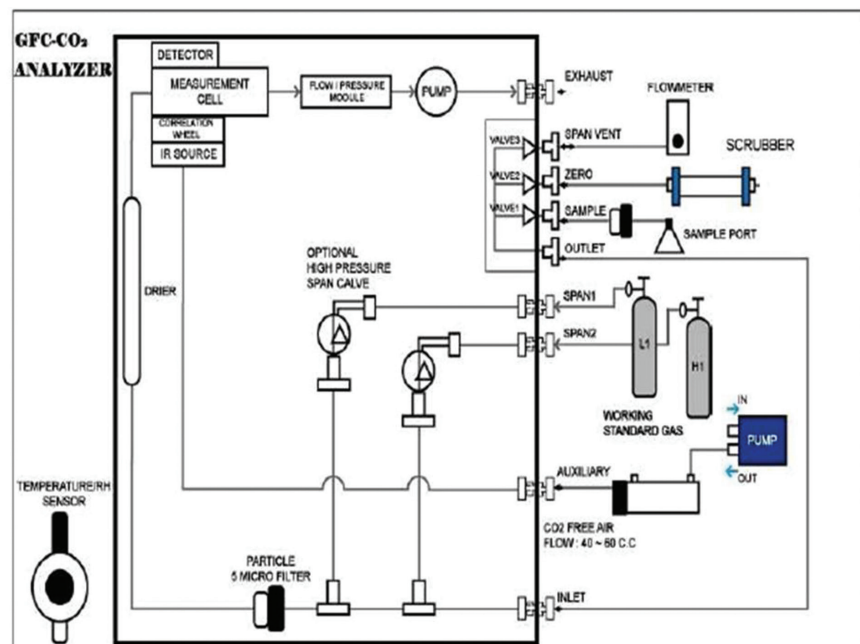 GFC-CO₂
ANALYZER
DETECTOR
MEASUREMENT
CELL
CORRELATION
WHEEL
IR SOURCE
FLOW / PRESSURE
MODULE
PUMP
EXHAUST
FLOWMETER
VALVE3
SPAN VENT
SCRUBBER
VALVE2
ZERO
VALVE1
SAMPLE
SAMPLE PORT
OUTLET
DRIER
OPTIONAL
HIGH PRESSURE
SPAN CALVE
SPAN1
SPAN2
L1
H1
WORKING
STANDARD GAS
IN
PUMP
OUT
AUXILIARY
CO2 FREE AIR
FLOW : 40 ~ 60 C.C
TEMPERATURE/RH
SENSOR
PARTICLE
5 MICRO FILTER
INLET